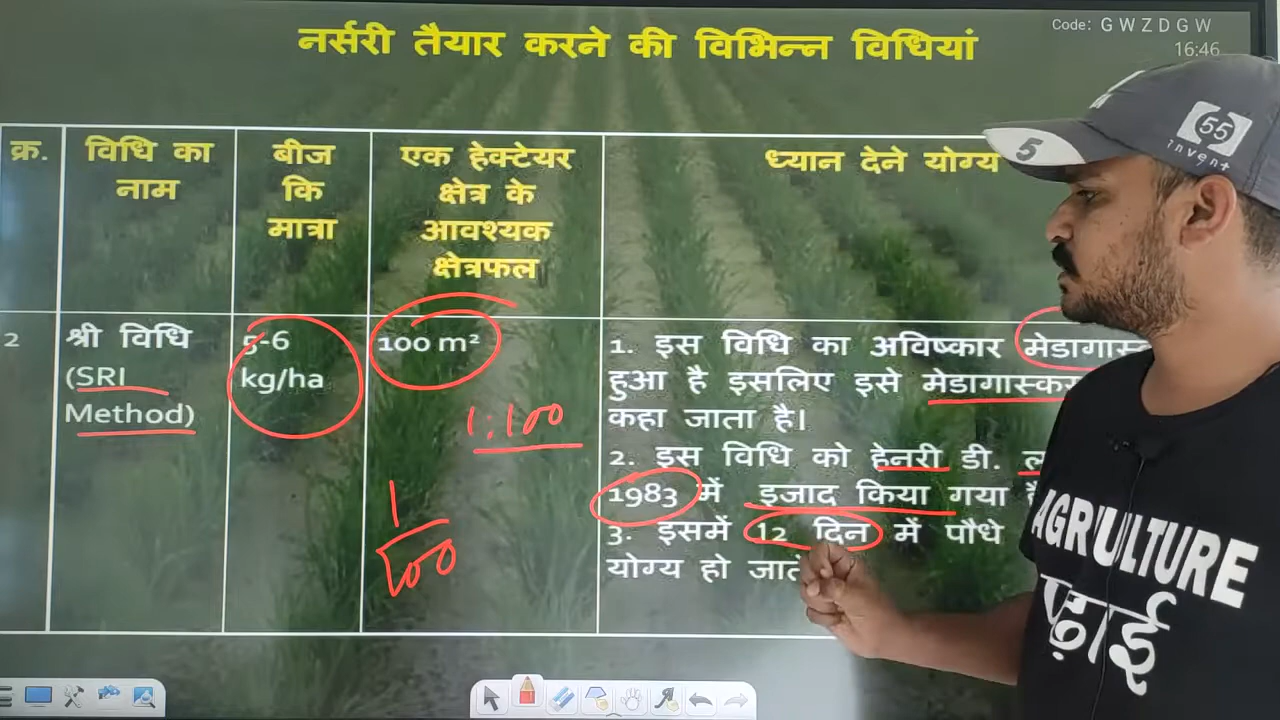 Code: G W Z D G W
16:46
नर्सरी तैयार करने की विभिन्न विधियां
क्र.
विधि का
नाम
बीज
कि
मात्रा
एक हेक्टेयर
क्षेत्र के
आवश्यक
क्षेत्रफल
ध्यान देने योग्य
2
श्री विधि
(SRI
Method)
5-6
kg/ha
100 m²
1:100
1
100
1. इस विधि का अविष्कार
हुआ है इसलिए इसे
कहा जाता है।
2. इस विधि को हेनरी डी.
1983 में इजाद किया गया
3. इसमें 12 दिन में पौधे
योग्य हो
5
55
invent
AGRICULTURE
पढ़ाई